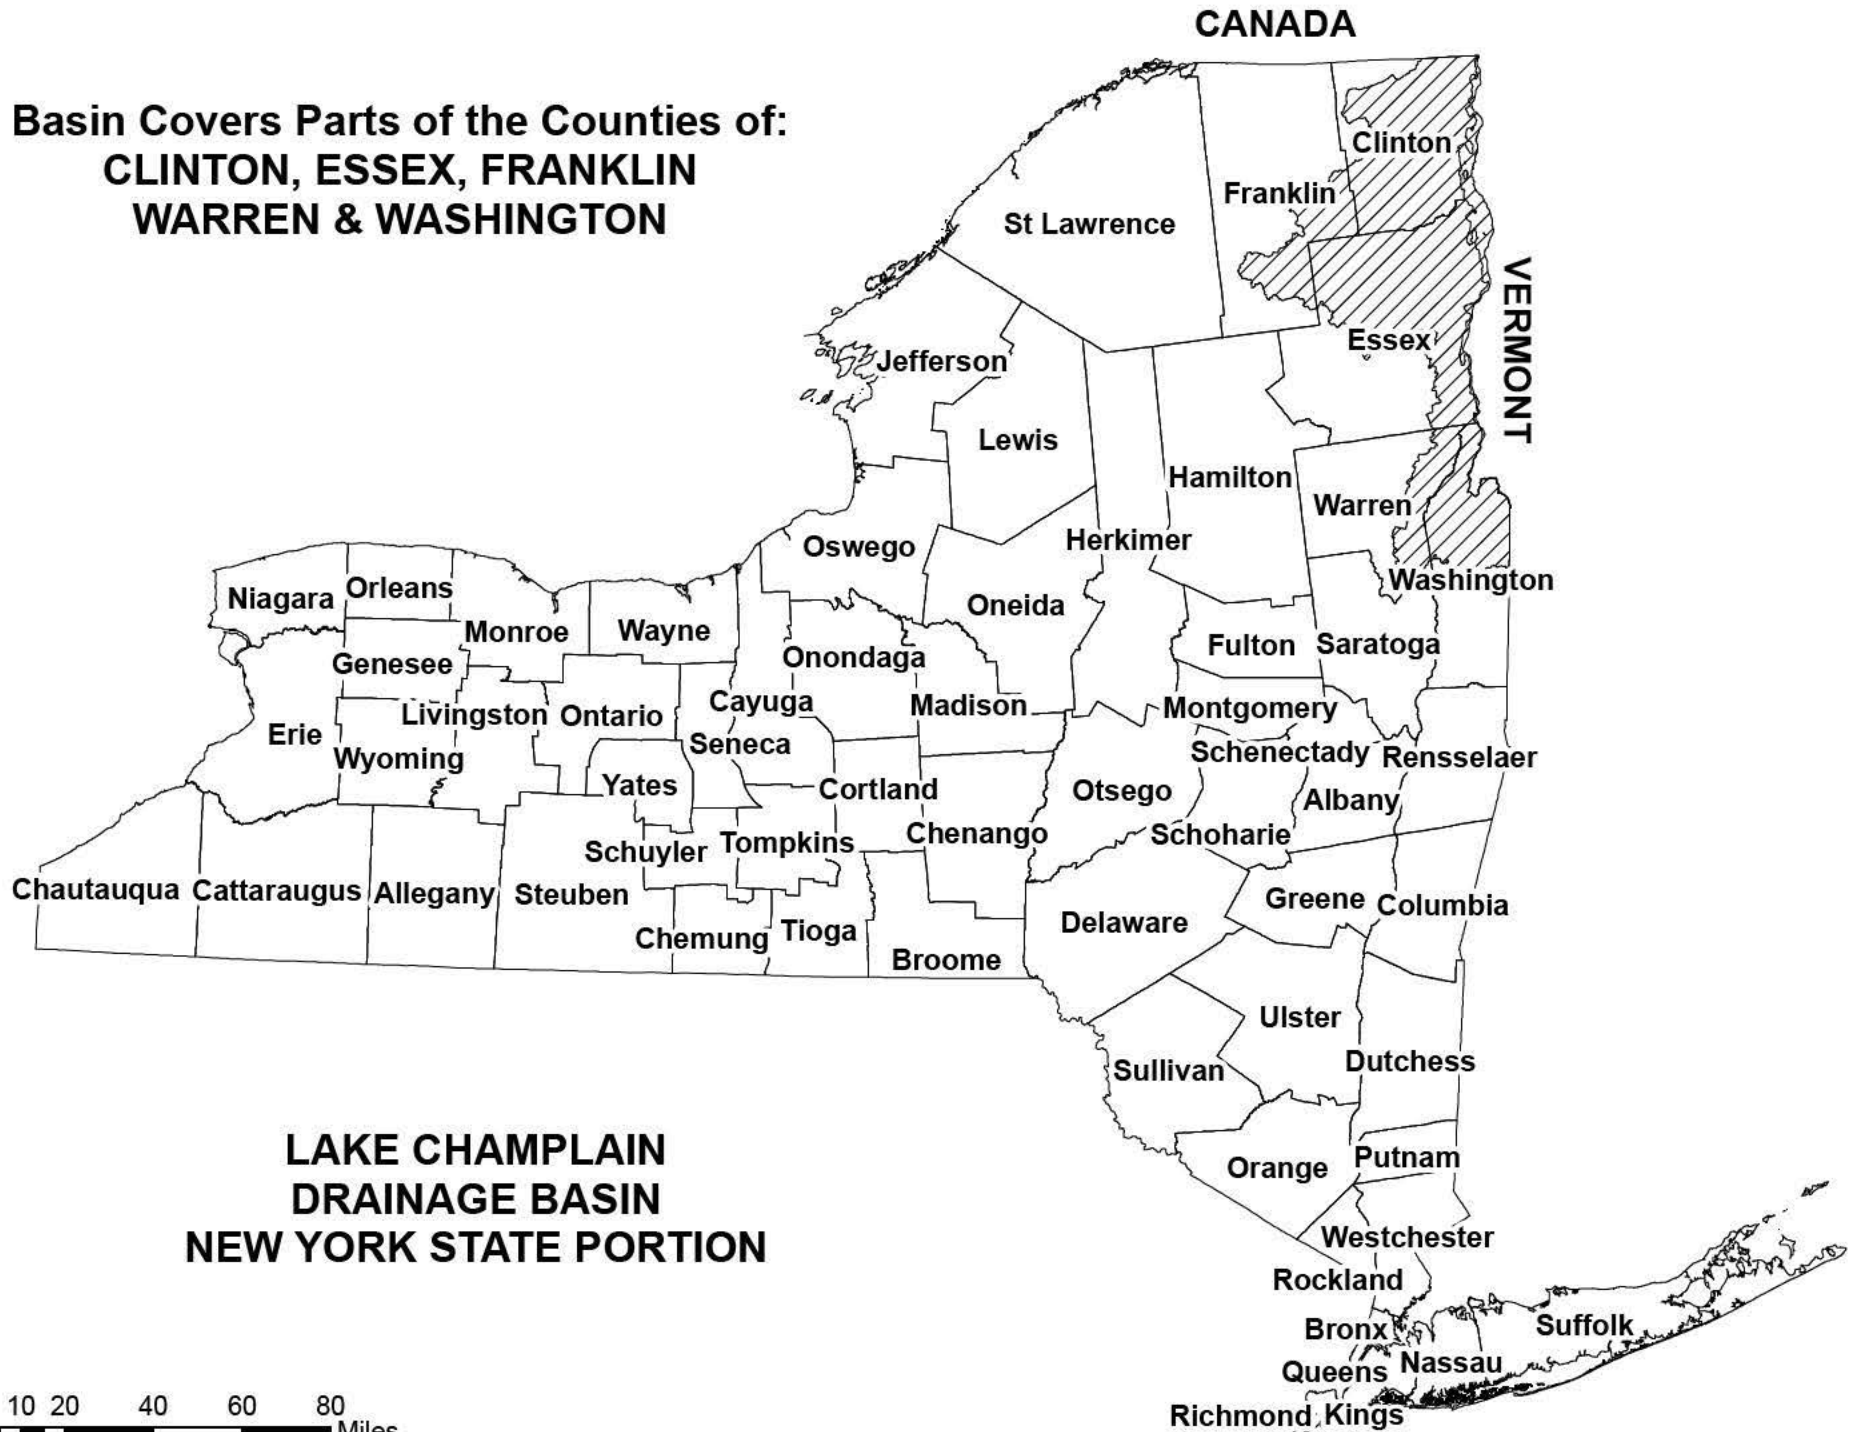 CANADA
Basin Covers Parts of the Counties of:
CLINTON, ESSEX, FRANKLIN
WARREN & WASHINGTON
Clinton
Franklin
St Lawrence
VERMONT
Essex
Jefferson
Lewis
Hamilton
Warren
Herkimer
Oswego
Washington
Niagara
Orleans
Oneida
Monroe
Wayne
Fulton
Saratoga
Genesee
Onondaga
Cayuga
Madison
Montgomery
Livingston
Ontario
Erie
Wyoming
Seneca
Schenectady
Rensselaer
Yates
Cortland
Otsego
Albany
Chenango
Schoharie
Schuyler
Tompkins
Chautauqua
Cattaraugus
Allegany
Steuben
Greene
Columbia
Delaware
Chemung
Tioga
Broome
Ulster
Sullivan
Dutchess
LAKE CHAMPLAIN
DRAINAGE BASIN
NEW YORK STATE PORTION
Orange
Putnam
Westchester
Rockland
Bronx
Suffolk
Queens
Nassau
Richmond
Kings
10 20 40 60 80
Miles